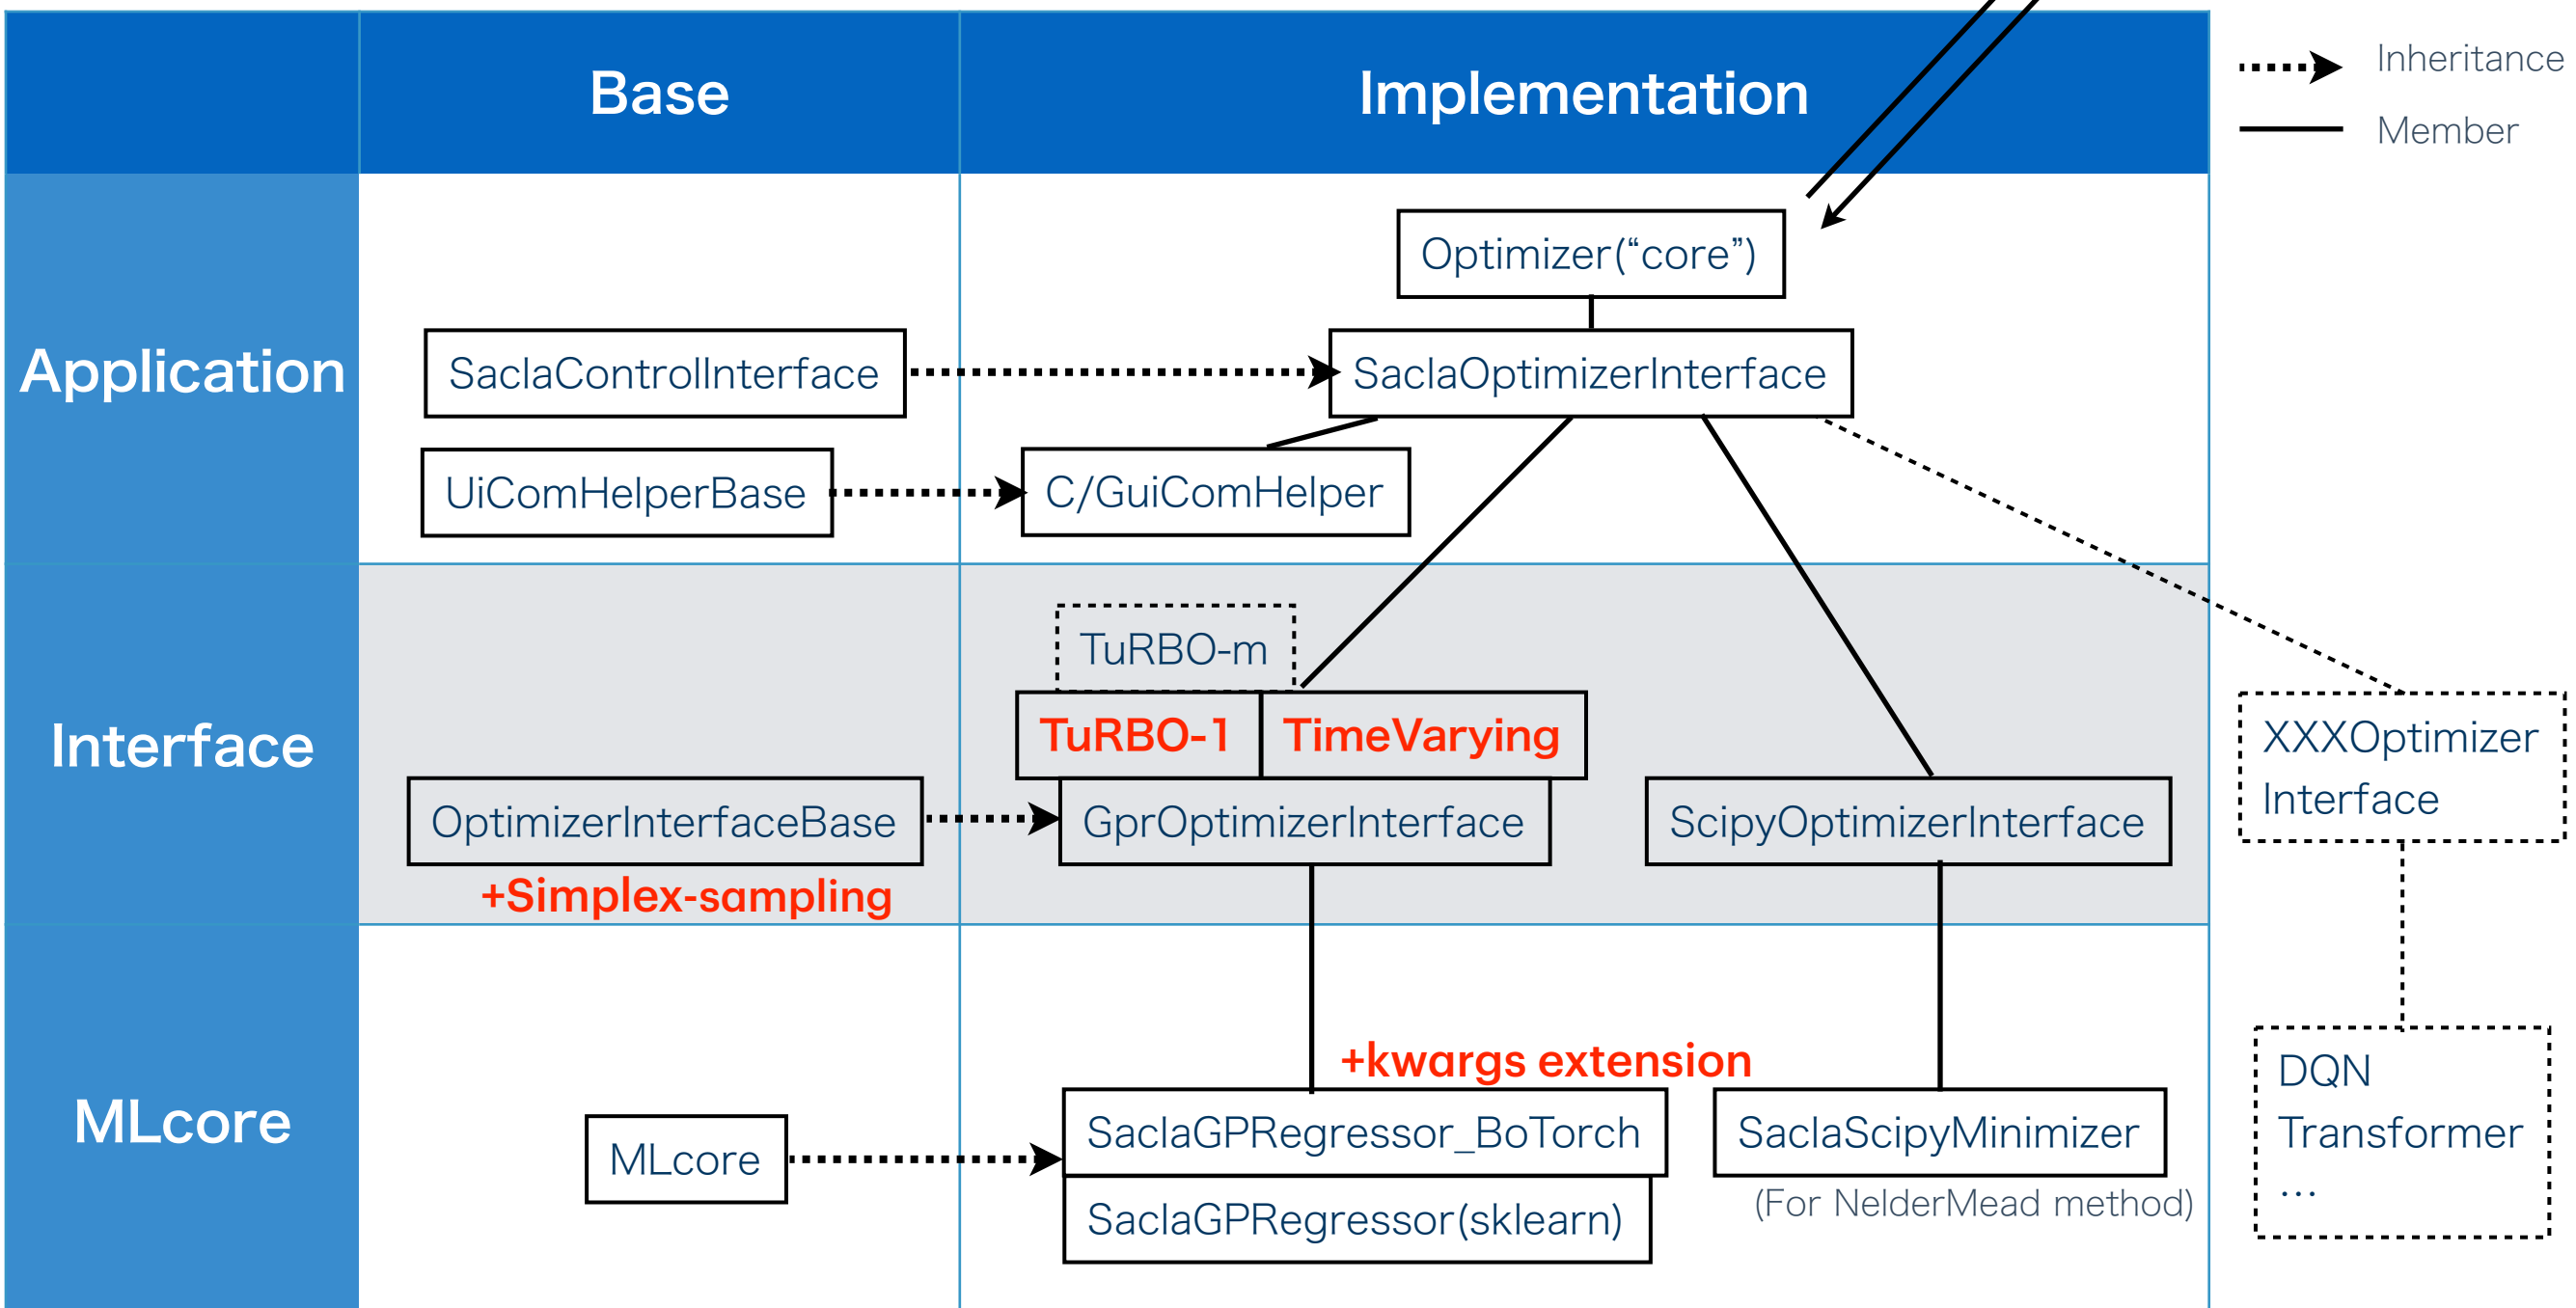 Base
Implementation
Inheritance
Member
Application
Optimizer(“core”)
SaclaControlInterface
SaclaOptimizerInterface
UiComHelperBase
C/GuiComHelper
Interface
TuRBO-m
TuRBO-1
TimeVarying
OptimizerInterfaceBase
GprOptimizerInterface
ScipyOptimizerInterface
+Simplex-sampling
XXXOptimizer
Interface
MLcore
+kwargs extension
MLcore
SaclaGPRegressor_BoTorch
SaclaGPRegressor(sklearn)
SaclaScipyMinimizer
(For NelderMead method)
DQN
Transformer
…